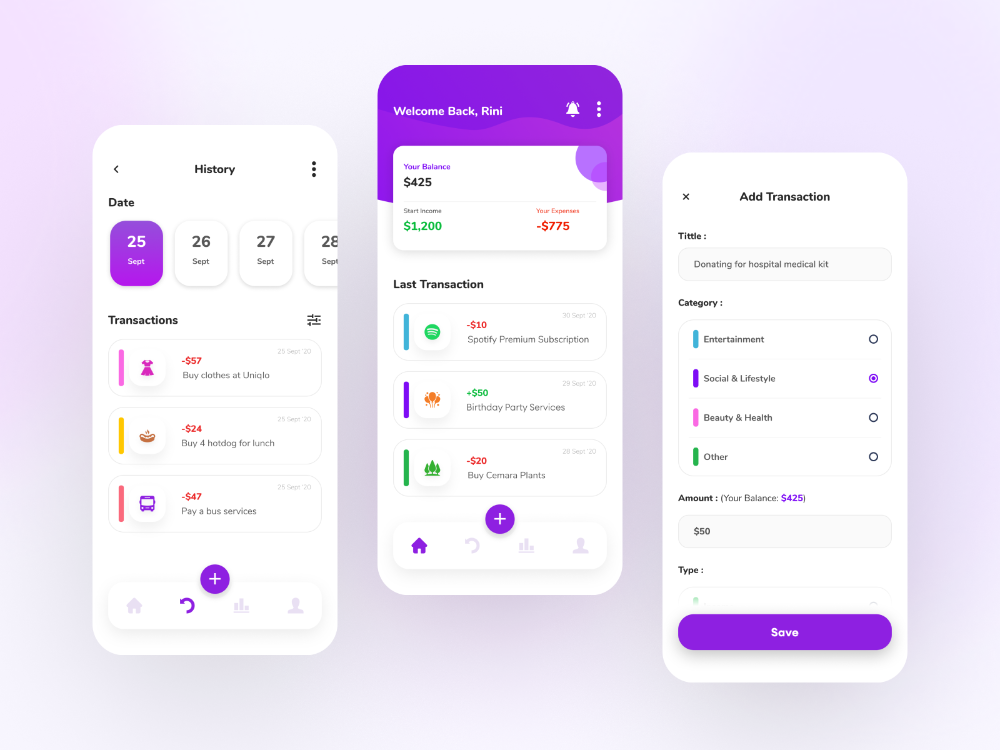 History
Date
25
Sept
26
Sept
27
Sept
28
Sept
Transactions
25 Sept '20
-$57
Buy clothes at Uniqlo
25 Sept '20
-$24
Buy 4 hotdog for lunch
25 Sept '20
-$47
Pay a bus services
Welcome Back, Rini
Your Balance
$425
Start Income
Your Expenses
$1,200
-$775
Last Transaction
30 Sept '20
-$10
Spotify Premium Subscription
29 Sept '20
+$50
Birthday Party Services
28 Sept '20
-$20
Buy Cemara Plants
Add Transaction
Tittle :
Donating for hospital medical kit
Category :
Entertainment
Social & Lifestyle
Beauty & Health
Other
Amount : (Your Balance: $425)
$50
Type :
Save